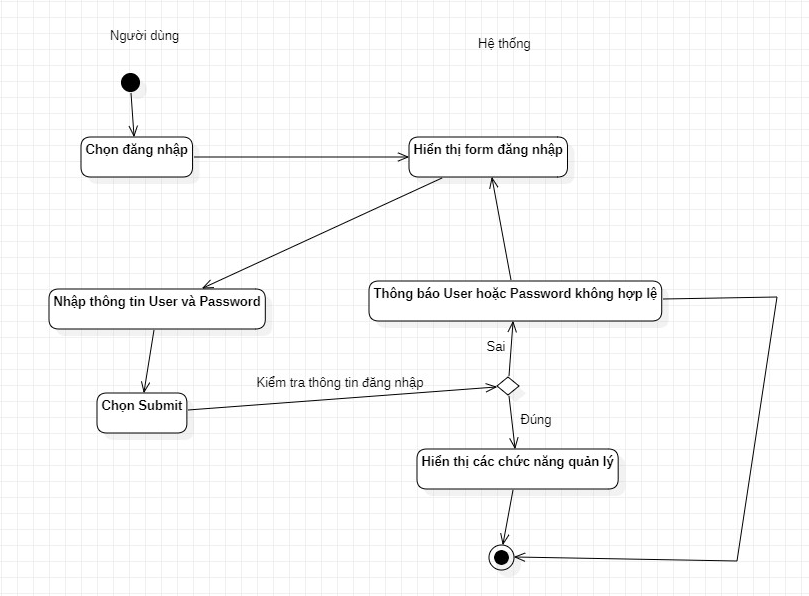 Người dùng
Hệ thống
Chọn đăng nhập
Hiển thị form đăng nhập
Nhập thông tin User và Password
Thông báo User hoặc Password không hợp lệ
Sai
Kiểm tra thông tin đăng nhập
Chọn Submit
Đúng
Hiển thị các chức năng quản lý